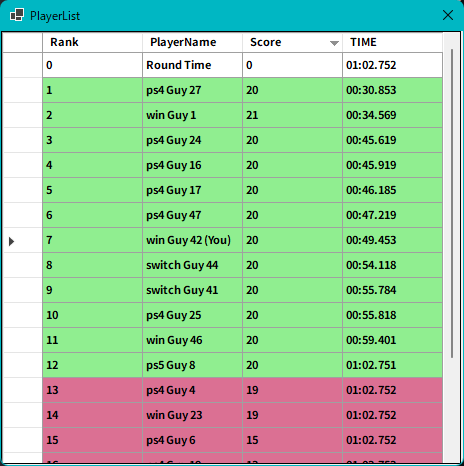 PlayerList
Rank PlayerName Score TIME
0 Round Time 0 01:02.752
1 ps4 Guy 27 20 00:30.853
2 win Guy 1 21 00:34.569
3 ps4 Guy 24 20 00:45.619
4 ps4 Guy 16 20 00:45.919
5 ps4 Guy 17 20 00:46.185
6 ps4 Guy 47 20 00:47.219
7 win Guy 42 (You) 20 00:49.453
8 switch Guy 44 20 00:54.118
9 switch Guy 41 20 00:55.784
10 ps4 Guy 25 20 00:55.818
11 win Guy 46 20 00:59.401
12 ps5 Guy 8 20 01:02.751
13 ps4 Guy 4 19 01:02.752
14 win Guy 23 19 01:02.752
15 ps4 Guy 6 15 01:02.752